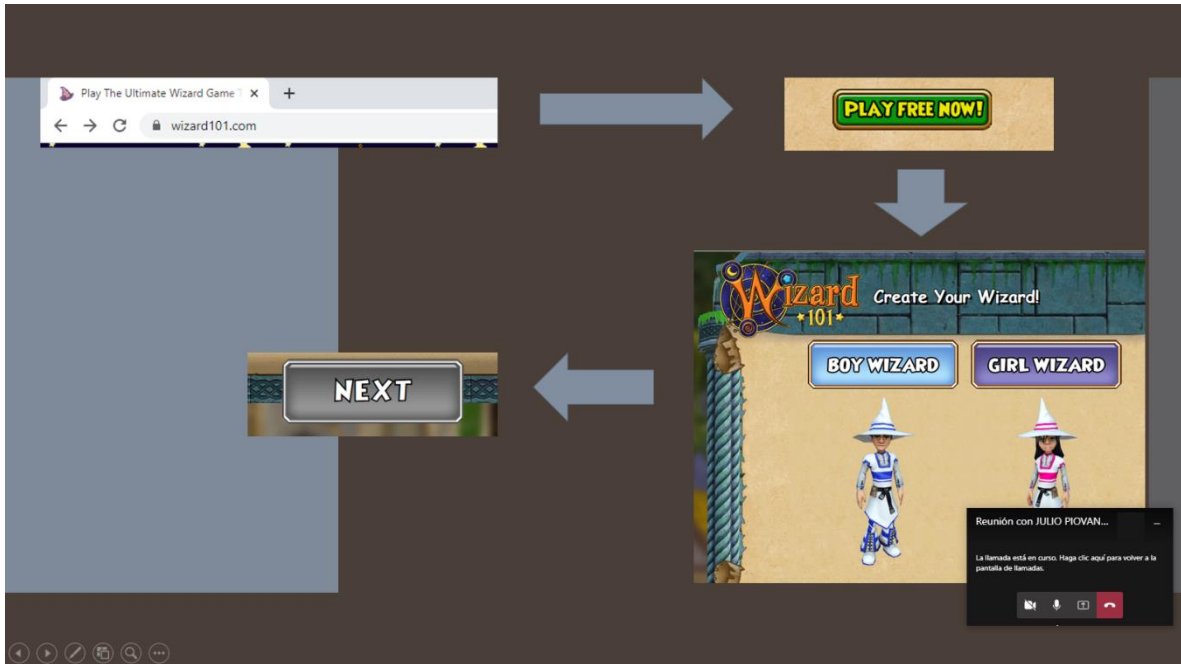 Play The Ultimate Wizard Game
wizard101.com
PLAY FREE NOW!
Wizard
101
Create Your Wizard!
BOY WIZARD
GIRL WIZARD
NEXT
Reunión con JULIO PIOVAN...
La llamada está en curso. Haga clic aquí para volver a la
pantalla de llamadas.